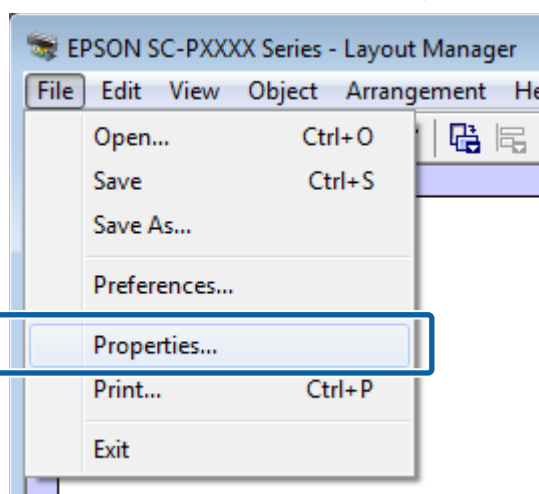 EPSON SC-PXXXX Series - Layout Manager
File Edit View Object Arrangement
Open... Ctrl+O
Save Ctrl+S
Save As...
Preferences...
Properties...
Print... Ctrl+P
Exit